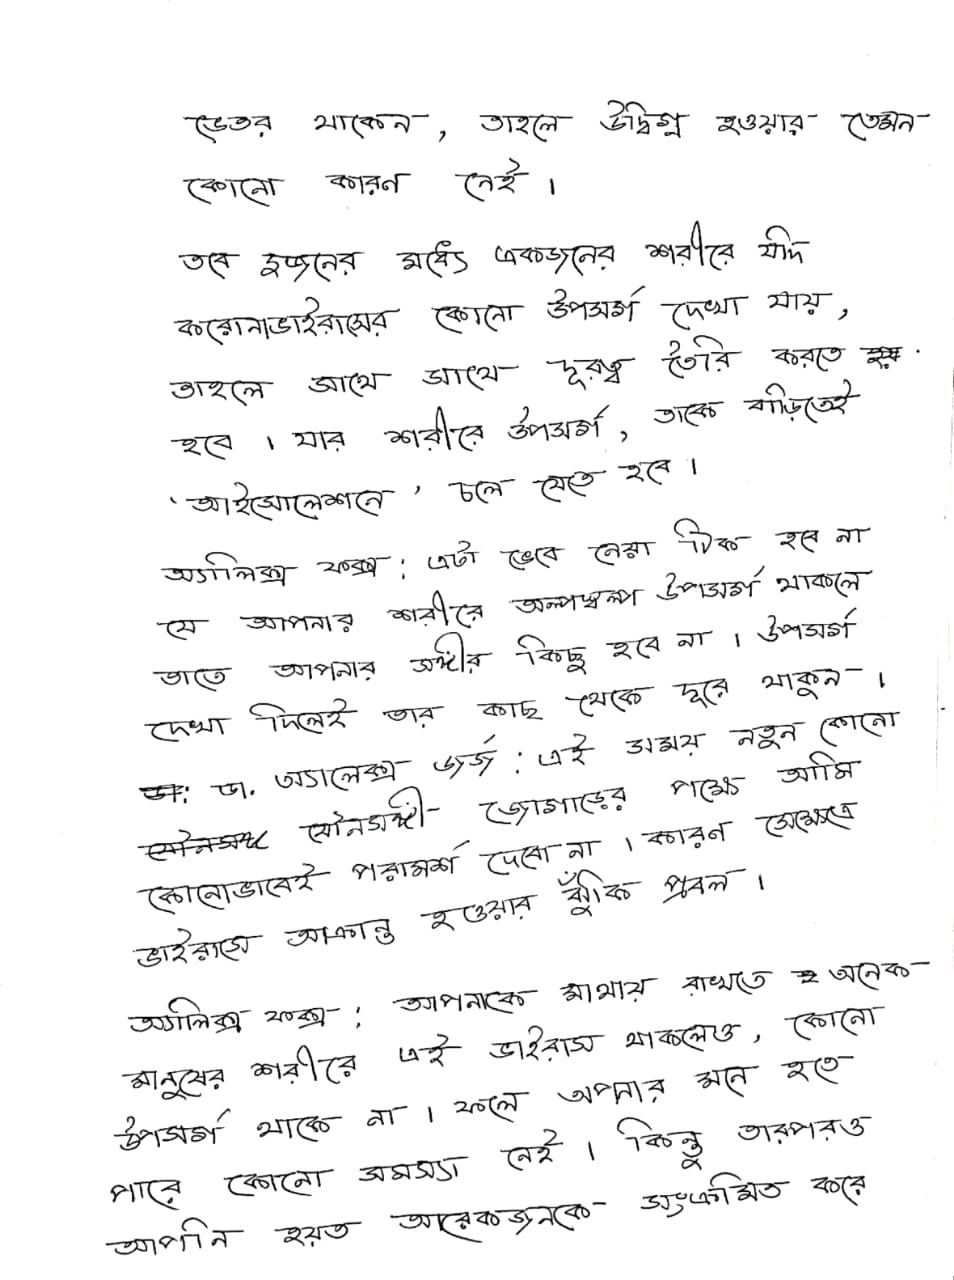 ভেতর থাকেন, তাহলে উদ্বিগ্ন হওয়ার তেমন
কোনো কারণ নেই।
তবে দুজনের মধ্যে একজনের শরীরে যদি
করোনাভাইরাসের কোনো উপসর্গ দেখা যায়,
তাহলে সাথে সাথে দূরত্ব তৈরি করতে
হবে। যার শরীরে উপসর্গ, তাকে বাড়িতেই
'আইসোলেশনে' চলে যেতে হবে।
অ্যালিক্স ফক্স: এটা ভেবে নেয়া ঠিক হবে না
যে আপনার শরীরে অল্পস্বল্প উপসর্গ থাকলে
তাতে আপনার সঙ্গীর কিছু হবে না। উপসর্গ
দেখা দিলেই তার কাছ থেকে দূরে থাকুন।
ডা. অ্যালেক্স জর্জ: এই সময় নতুন কোনো
যৌনসঙ্গী জোগাড়ের পক্ষে আমি
কোনোভাবেই পরামর্শ দেবো না। কারণ সেক্ষেত্রে
ভাইরাসে আক্রান্ত হওয়ার ঝুঁকি প্রবল।
অ্যালিক্স ফক্স: আপনাকে মাথায় রাখতে অনেক
মানুষের শরীরে এই ভাইরাস থাকলেও, কোনো
উপসর্গ থাকে না। ফলে অপনার মনে হতে
পারে কোনো সমস্যা নেই। কিন্তু তারপরও
আপনি হয়ত আরেকজনকে সংক্রমিত করে